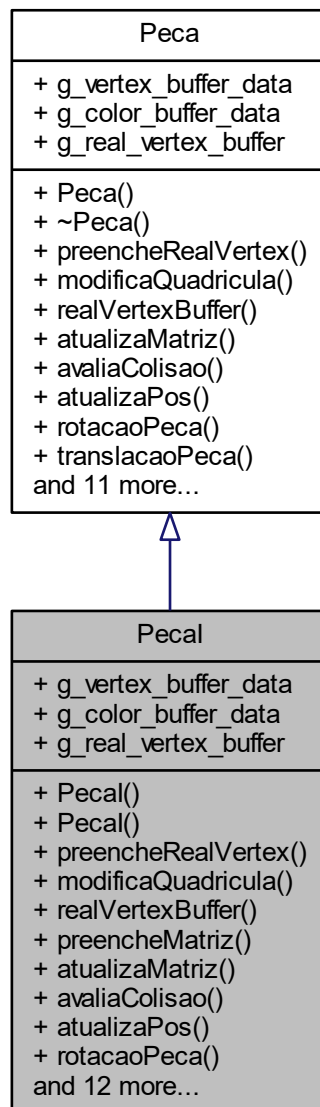 Peca
+ g_vertex_buffer_data
+ g_color_buffer_data
+ g_real_vertex_buffer
+ Peca()
+ ~Peca()
+ preencheRealVertex()
+ modificaQuadricula()
+ realVertexBuffer()
+ atualizaMatriz()
+ avaliaColisao()
+ atualizaPos()
+ rotacaoPeca()
+ translacaoPeca()
and 11 more...
PecaI
+ g_vertex_buffer_data
+ g_color_buffer_data
+ g_real_vertex_buffer
+ PecaI()
+ PecaI()
+ preencheRealVertex()
+ modificaQuadricula()
+ realVertexBuffer()
+ preencheMatriz()
+ atualizaMatriz()
+ avaliaColisao()
+ atualizaPos()
+ rotacaoPeca()
and 12 more...